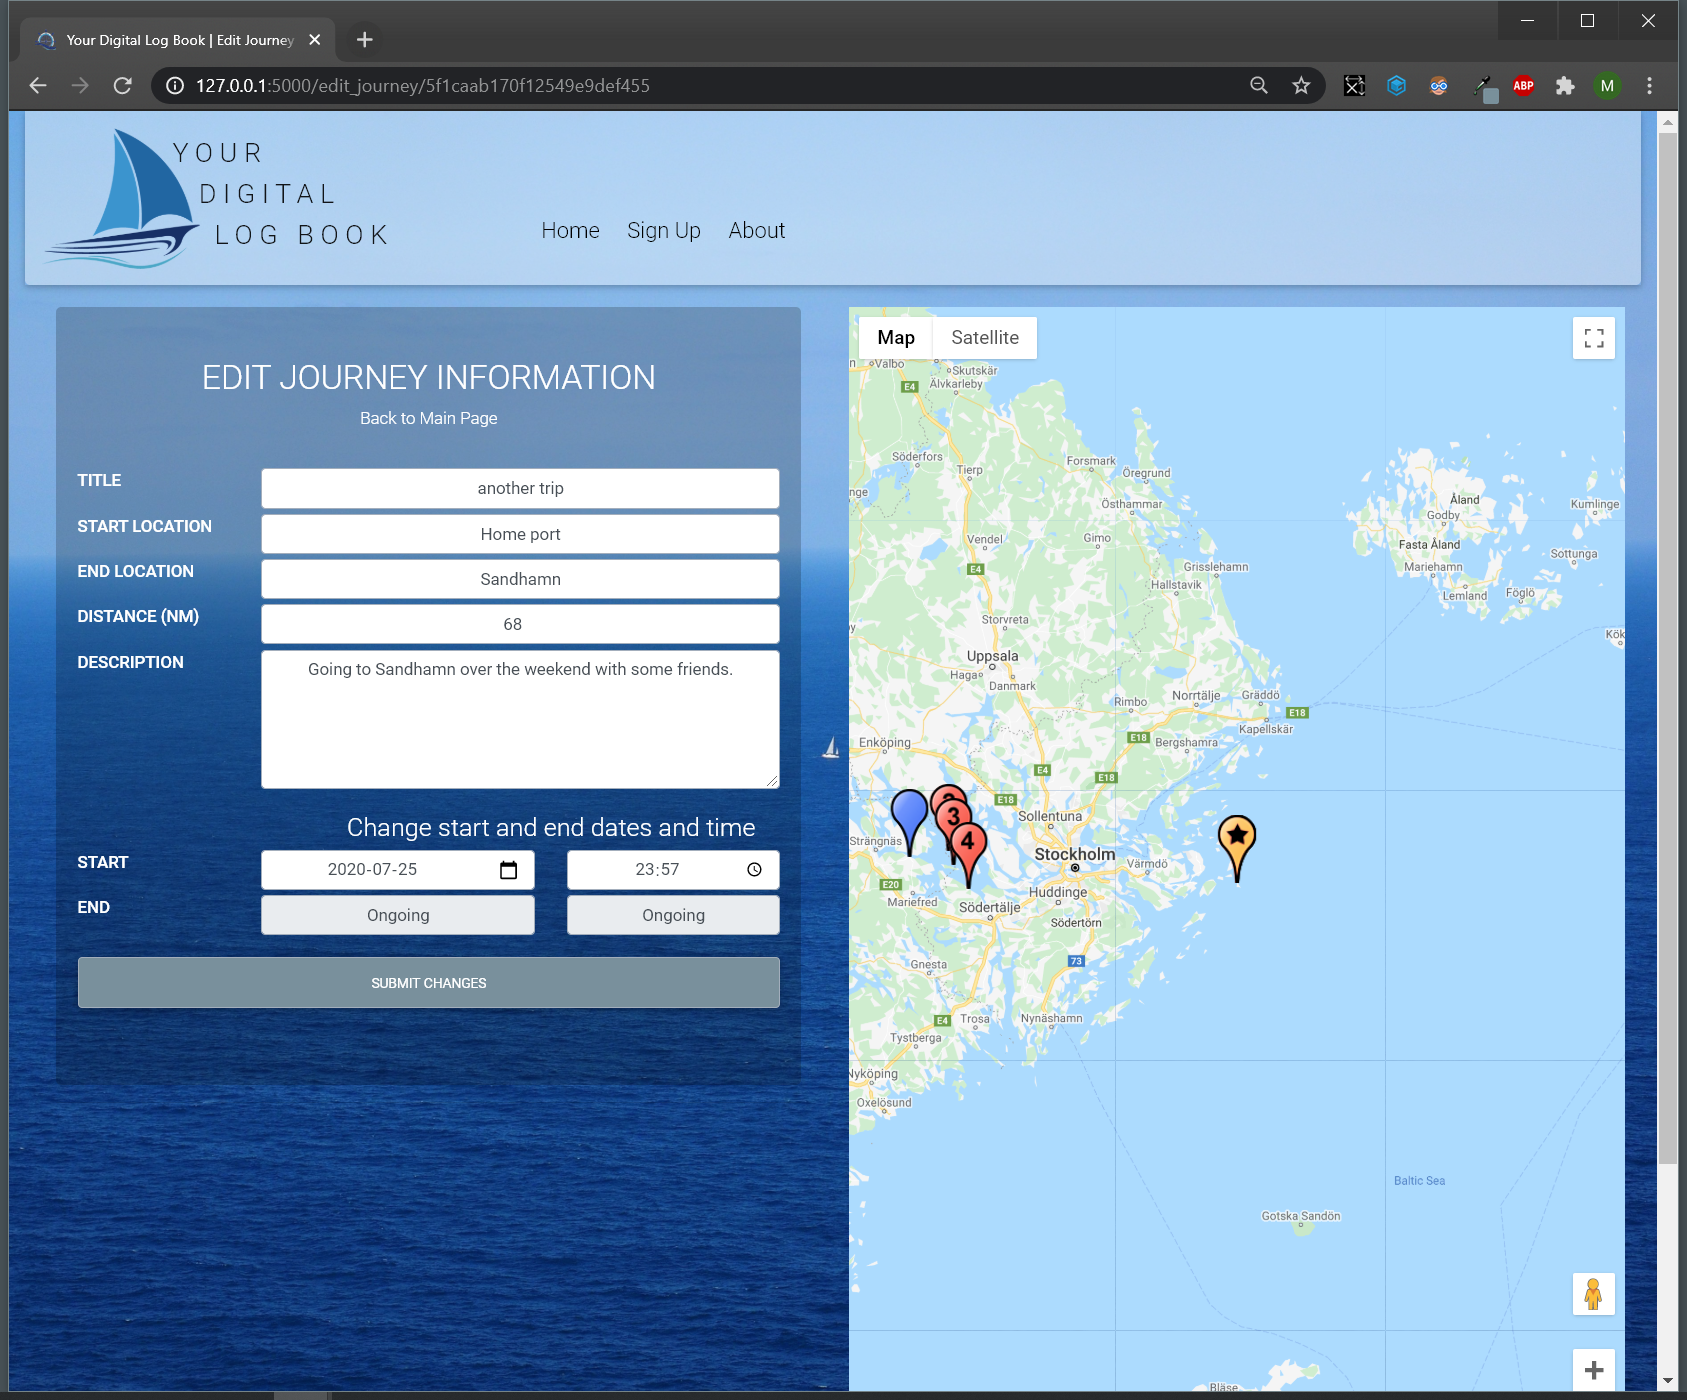 Your Digital Log Book | Edit Journey
127.0.0.1:5000/edit_journey/5f1caab170f12549e9def455
ABP
M
YOUR
DIGITAL
LOG BOOK
Home Sign Up About
EDIT JOURNEY INFORMATION
Back to Main Page
TITLE
another trip
START LOCATION
Home port
END LOCATION
Sandhamn
DISTANCE (NM)
68
DESCRIPTION
Going to Sandhamn over the weekend with some friends.
Change start and end dates and time
START
2020-07-25
23:57
END
Ongoing
Ongoing
SUBMIT CHANGES
Map
Satellite
Valbo
Skutskär
E4
Älvkarleby
Söderfors
Tierp
Forsmark
Öregrund
nge
Östhammar
Åland
Godby
Kumlinge
Vendel
Gimo
Fasta Åland
Sottunga
E4
Grisslehamn
Mariehamn
Hallstavik
Lemland
Föglö
Storvreta
Kök
Uppsala
Haga
Danmark
Rimbo
Norrtälje
Gräddö
E18
Kapellskär
Enköping
E18
Bergshamra
E4
E18
E18
3
4
Sollentuna
Strängnäs
Stockholm
Värmdö
E20
Mariefred
Huddinge
Södertälje
Södertörn
73
Gnesta
E4
Trosa
Nynäshamn
Tystberga
Nyköping
Oxelösund
Baltic Sea
Gotska Sandön
Bläse